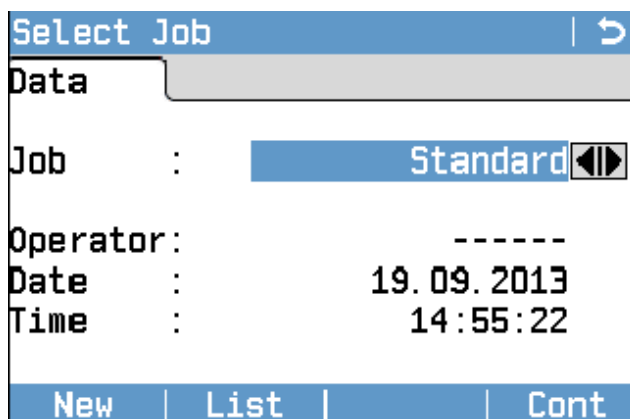 Select Job
Data
Job : Standard
Operator: ------
Date : 19.09.2013
Time : 14:55:22
New | List | | Cont